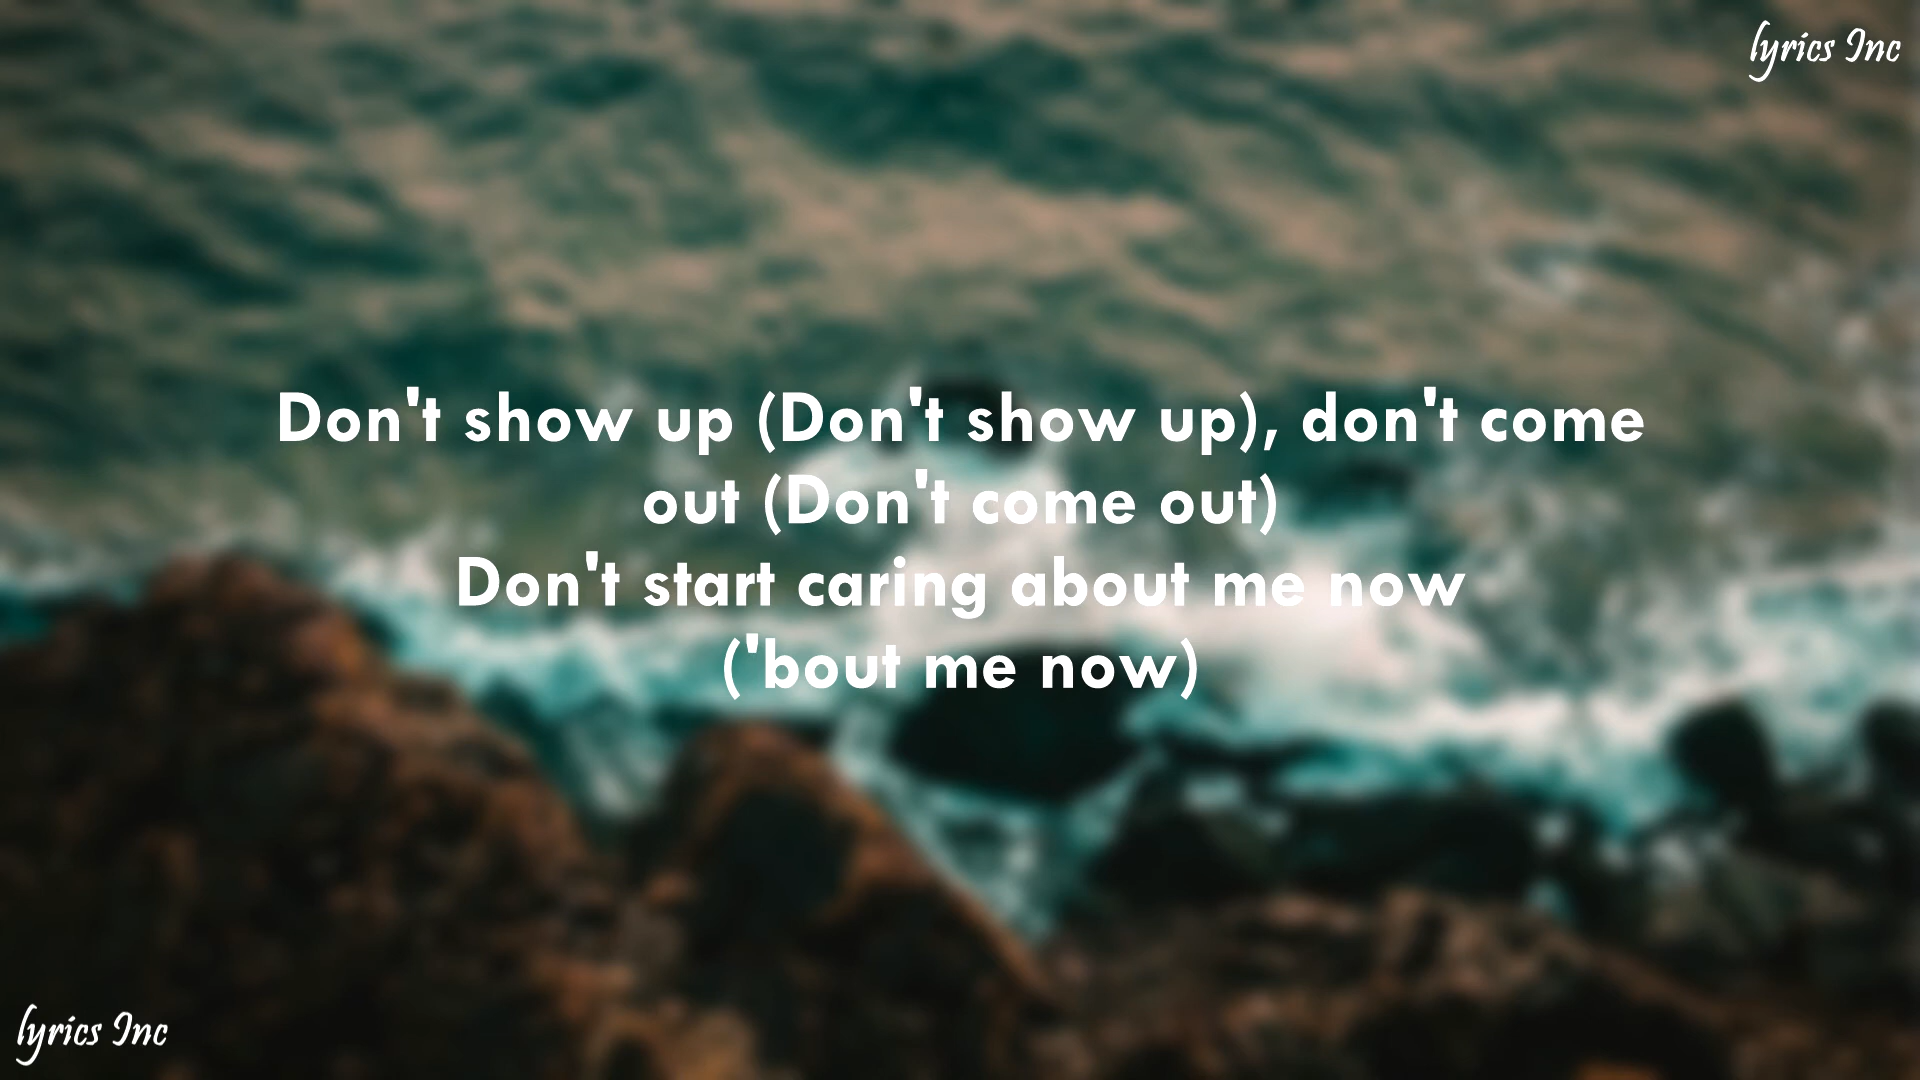 lyrics Inc
Don't show up (Don't show up), don't come
out (Don't come out)
Don't start caring about me now
('bout me now)
lyrics Inc